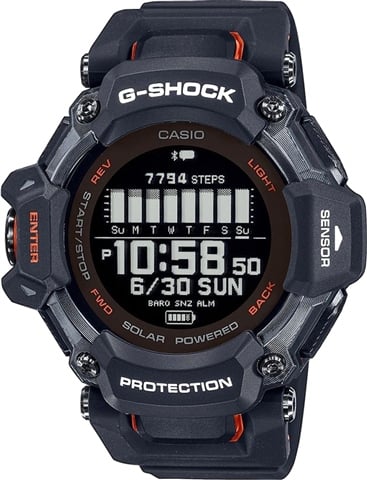 G-SHOCK
CASIO
REV
LIGHT
7794 STEPS
Su M T W T F S Su
ENTER
START/STOP
SENSOR
P 10:58 50
6/30 SUN
BARO SNZ ALM
FWD
BACK
SOLAR POWERED
PROTECTION